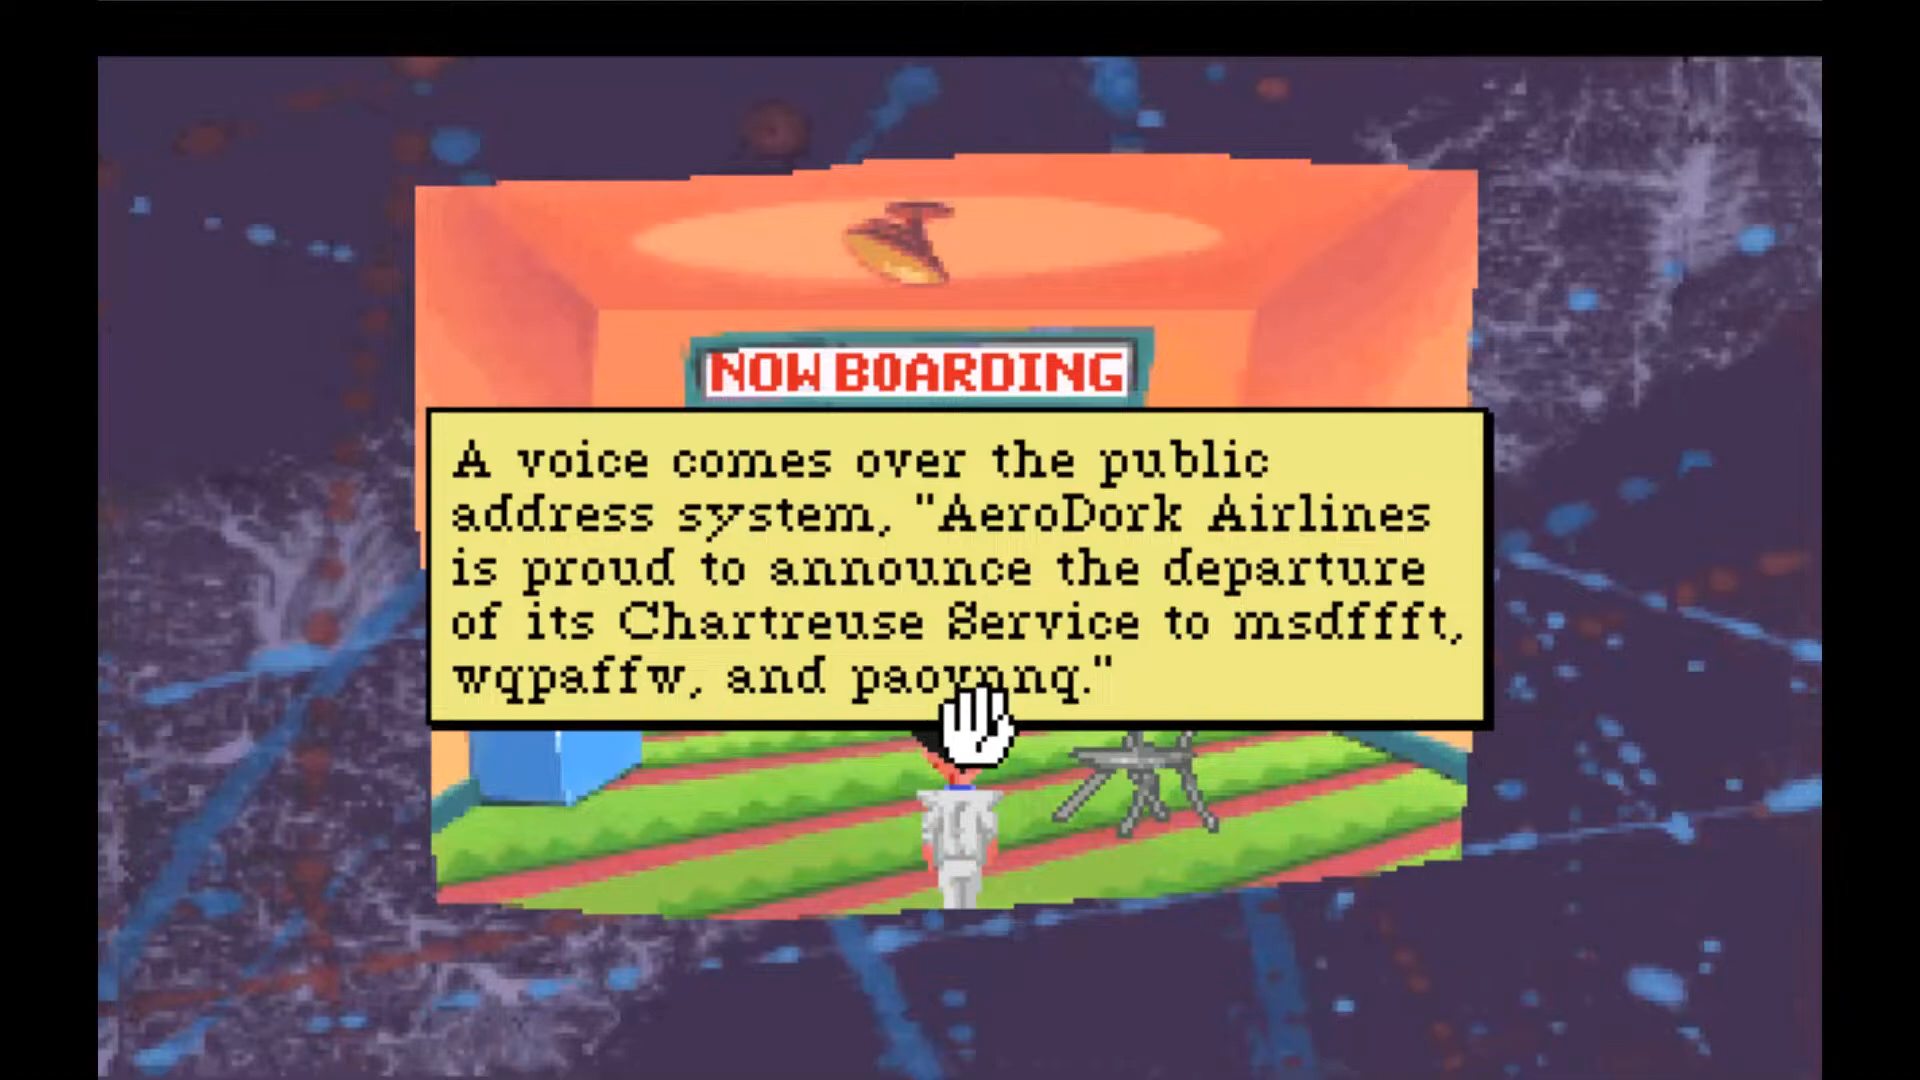 NOW BOARDING
A voice comes over the public
address system, "AeroDork Airlines
is proud to announce the departure
of its Chartreuse Service to msdffft,
wqpaffw, and paovnnq."